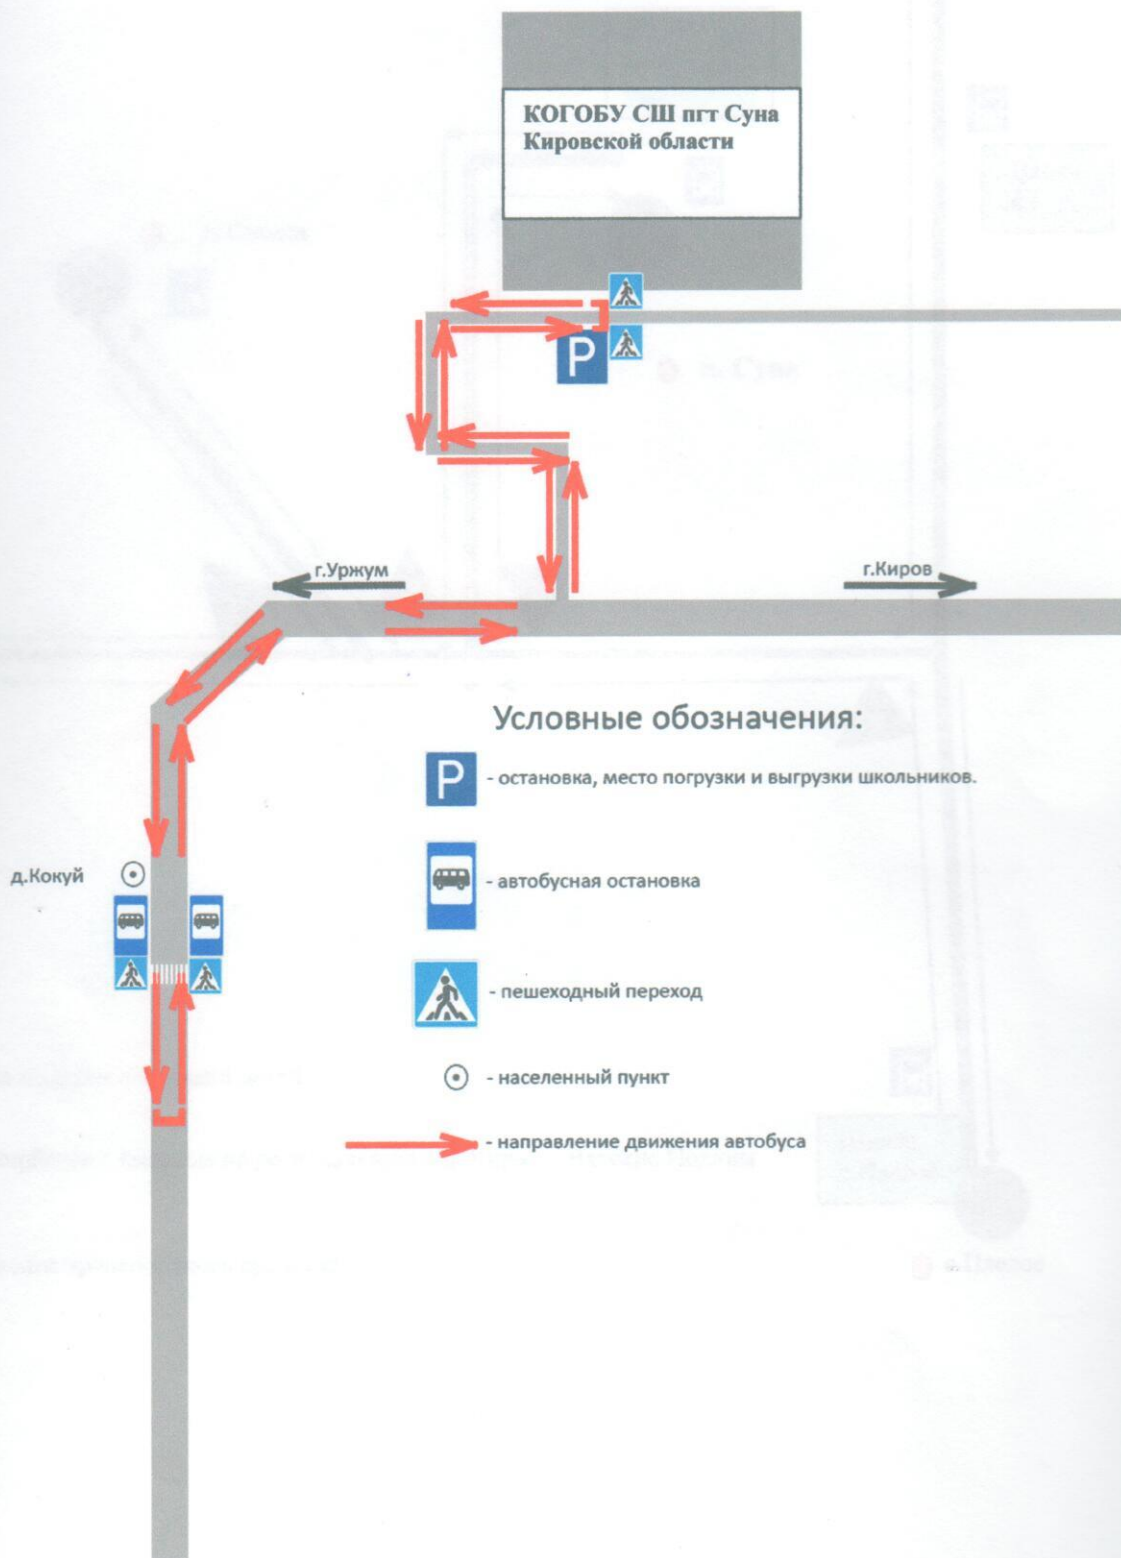 КОГОБУ СШ пгт Суна
Кировской области
P
г.Уржум
г.Киров
Условные обозначения:
P - остановка, место погрузки и выгрузки школьников.
д.Кокуй
- автобусная остановка
- пешеходный переход
- населенный пункт
- направление движения автобуса